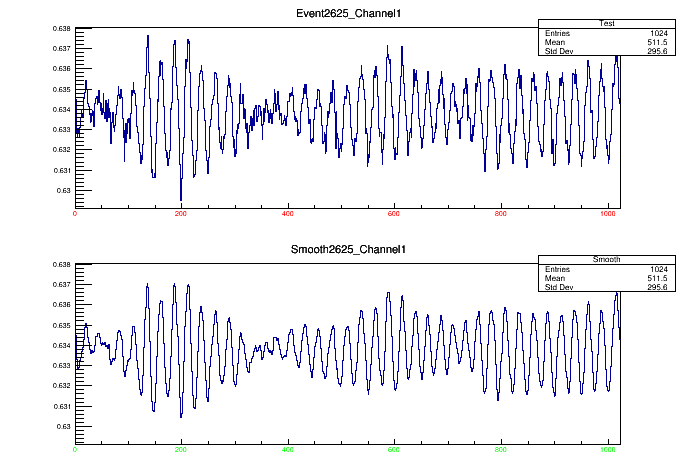 Event2625_Channel1
Test
Entries 1024
Mean 511.5
Std Dev 295.6
0.638
0.637
0.636
0.635
0.634
0.633
0.632
0.631
0.63
0 200 400 600 800 1000
Smooth2625_Channel1
Smooth
Entries 1024
Mean 511.5
Std Dev 295.6
0.638
0.637
0.636
0.635
0.634
0.633
0.632
0.631
0.63
0 200 400 600 800 1000